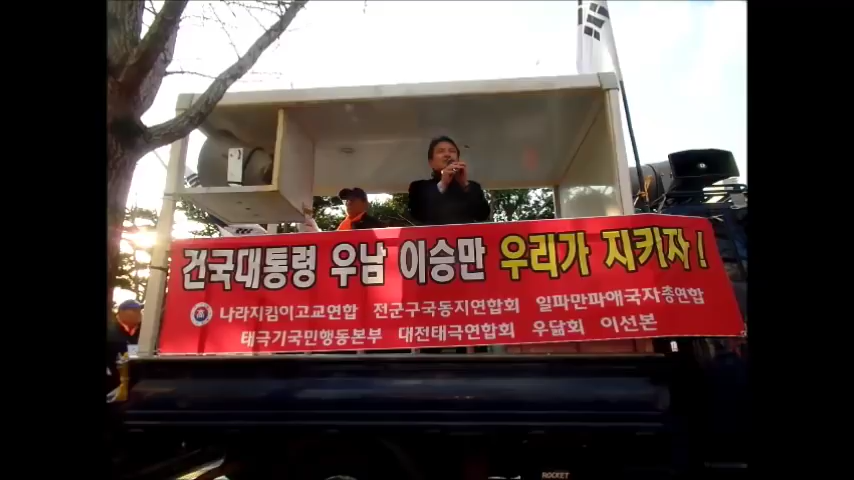 건국대통령 우남 이승만 우리가 지키자!
나라지킴이고교연합 전군구국동지연합회 일파만파애국자총연합
태극기국민행동본부 대전태극연합회 우닮회 이선본
ROCKET